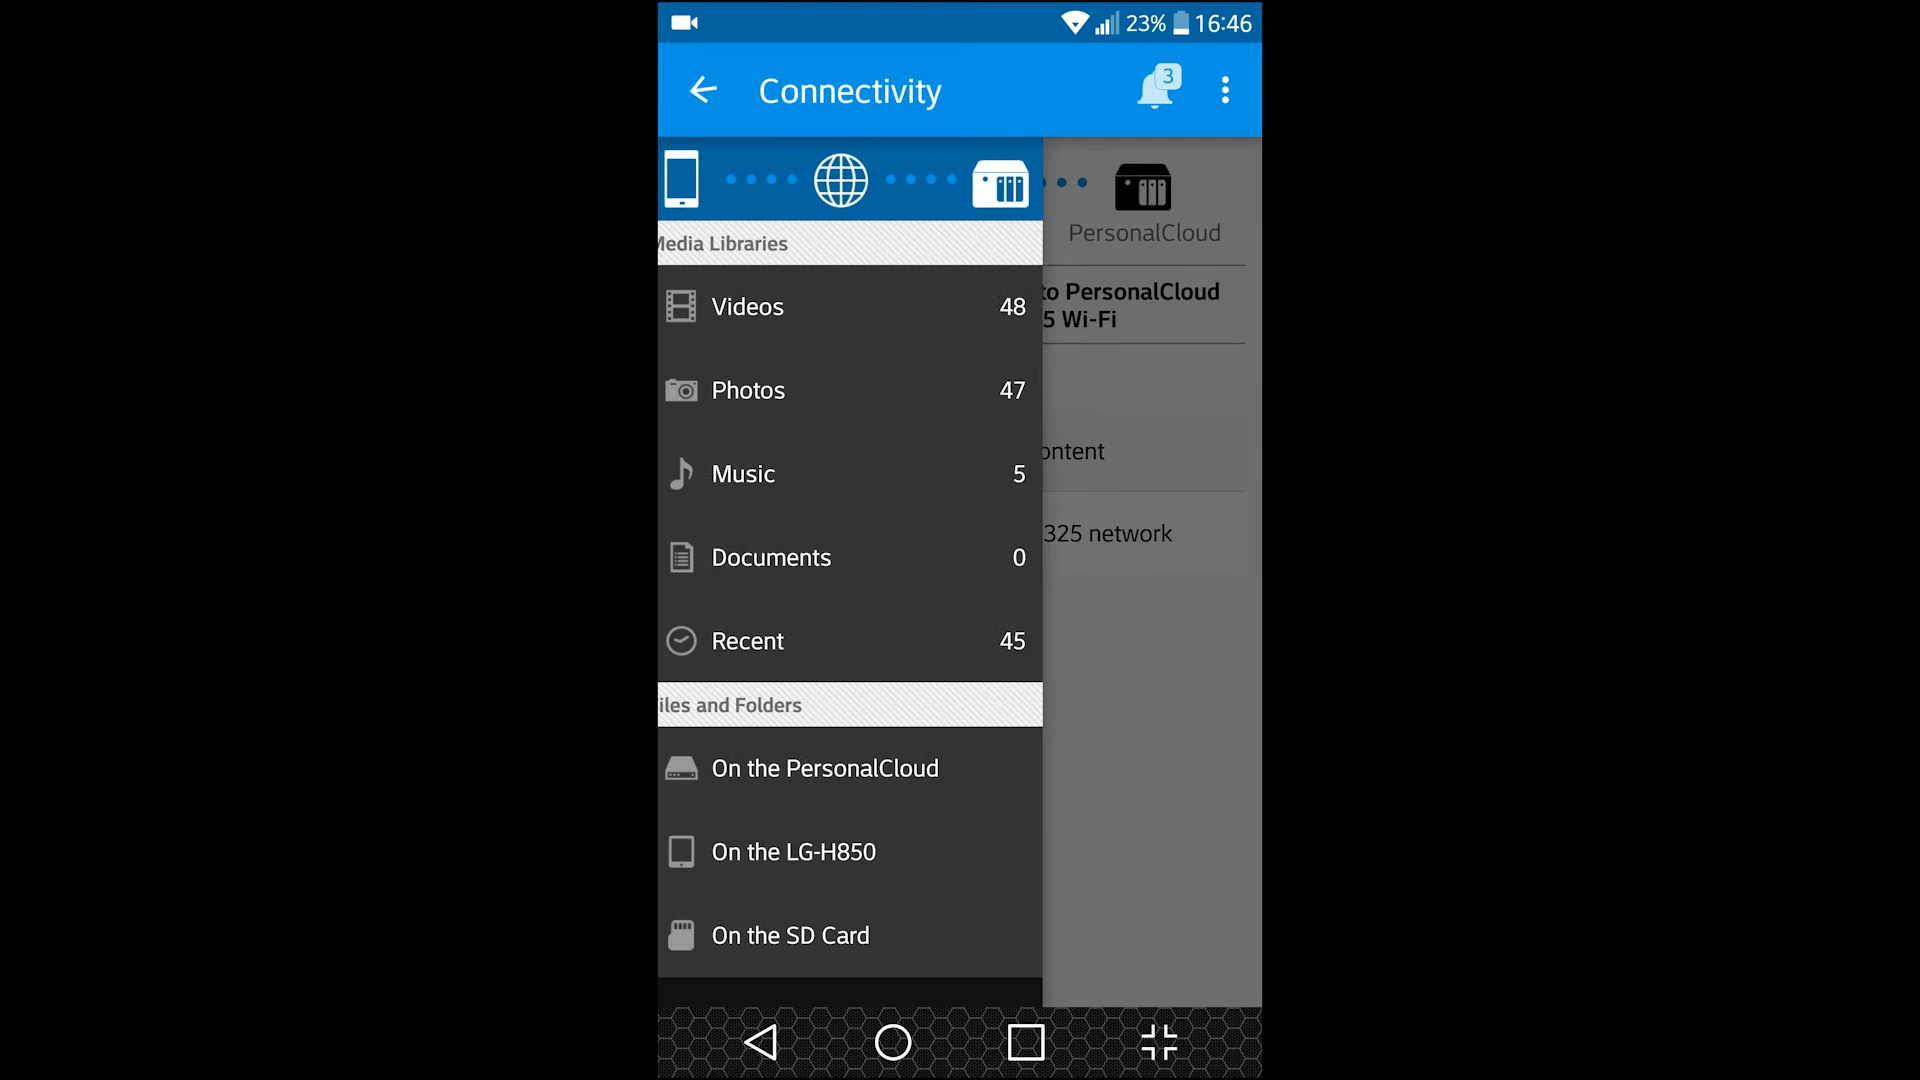 23% 16:46
Connectivity 3
PersonalCloud
Media Libraries
to PersonalCloud
5 Wi-Fi
Videos 48
Photos 47
ontent
Music 5
325 network
Documents 0
Recent 45
iles and Folders
On the PersonalCloud
On the LG-H850
On the SD Card